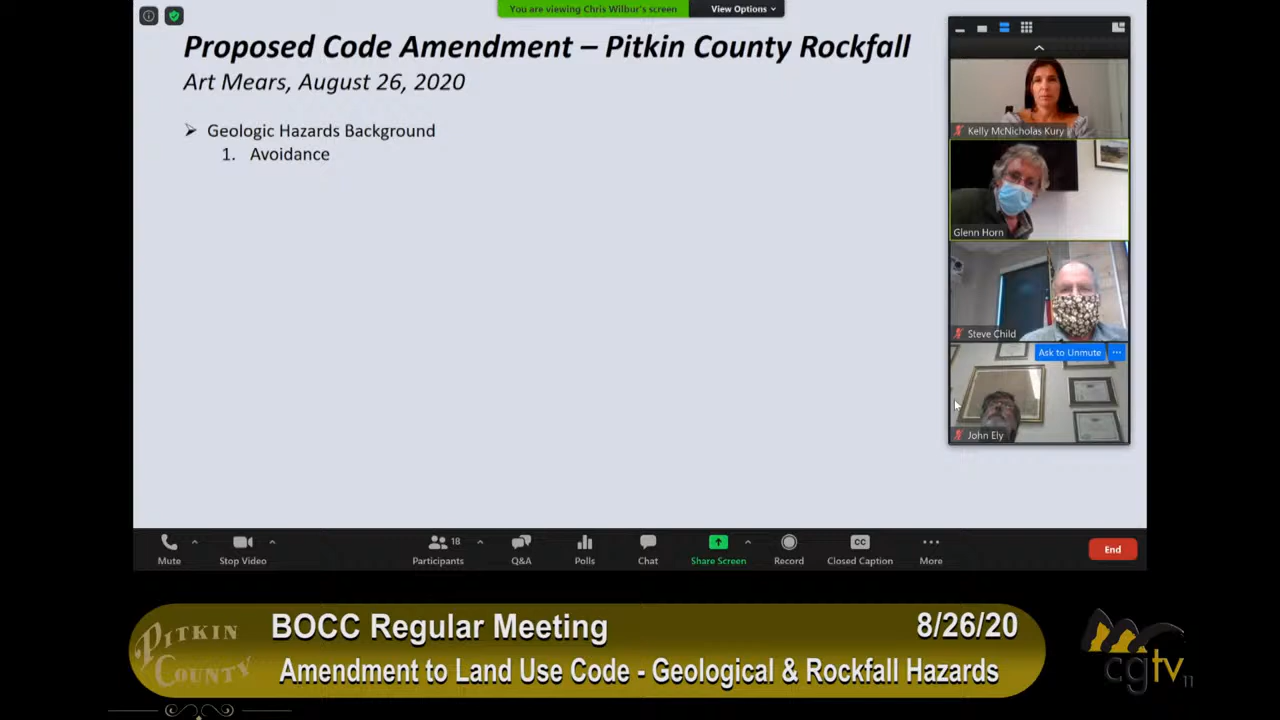 You are viewing Chris Wilbur's screen
View Options
Proposed Code Amendment – Pitkin County Rockfall
Art Mears, August 26, 2020
➢ Geologic Hazards Background
1. Avoidance
Kelly McNicholas Kury
Glenn Horn
Steve Child
Ask to Unmute
John Ely
Mute
Stop Video
Participants 18
Q&A
Polls
Chat
Share Screen
Record
CC
Closed Caption
More
End
PITKIN
COUNTY
BOCC Regular Meeting
8/26/20
Amendment to Land Use Code - Geological & Rockfall Hazards
cgtv11